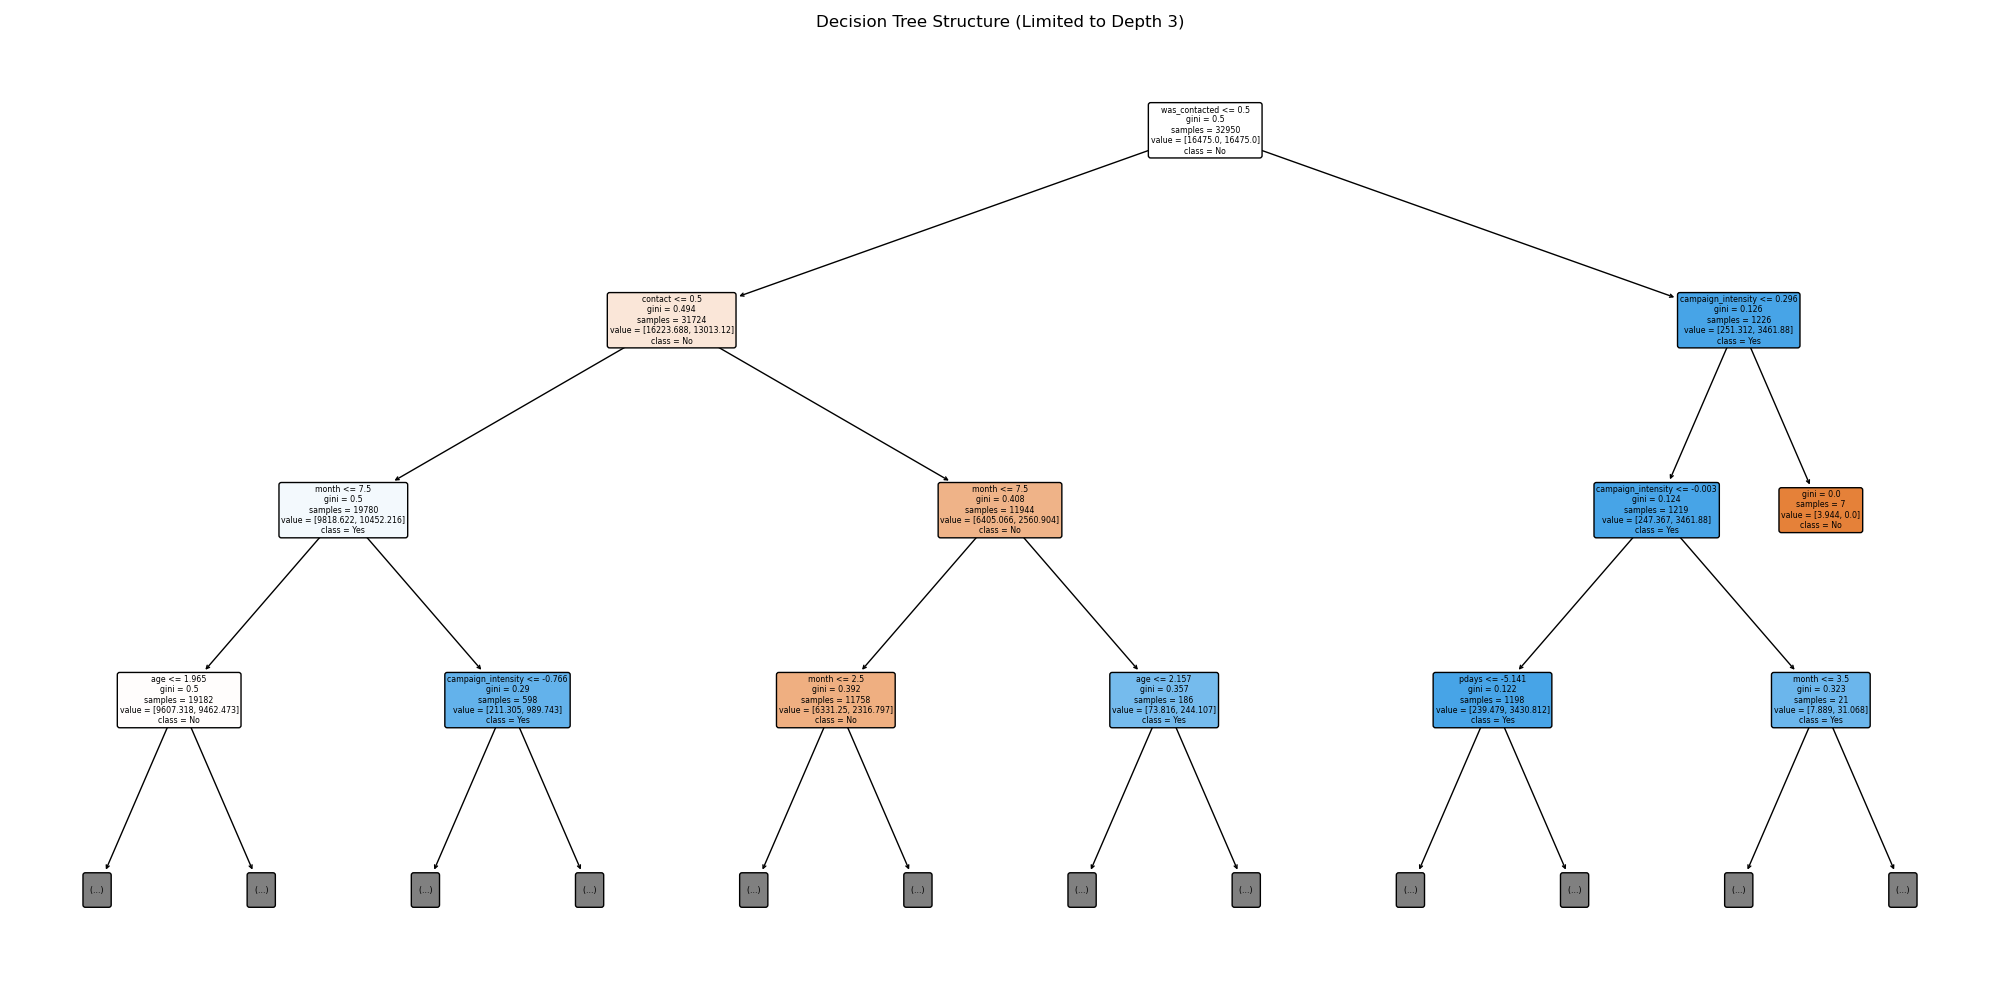 Decision Tree Structure (Limited to Depth 3)
was_contacted <= 0.5
gini = 0.5
samples = 32950
value = [16475.0, 16475.0]
class = No
contact <= 0.5
gini = 0.494
samples = 31724
value = [16223.688, 13013.12]
class = No
campaign_intensity <= 0.296
gini = 0.126
samples = 1226
value = [251.312, 3461.88]
class = Yes
month <= 7.5
gini = 0.5
samples = 19780
value = [9818.622, 10452.216]
class = Yes
month <= 7.5
gini = 0.408
samples = 11944
value = [6405.066, 2560.904]
class = No
campaign_intensity <= -0.003
gini = 0.124
samples = 1219
value = [247.367, 3461.88]
class = Yes
gini = 0.0
samples = 7
value = [3.944, 0.0]
class = No
age <= 1.965
gini = 0.5
samples = 19182
value = [9607.318, 9462.473]
class = No
campaign_intensity <= -0.766
gini = 0.29
samples = 598
value = [211.305, 989.743]
class = Yes
month <= 2.5
gini = 0.392
samples = 11758
value = [6331.25, 2316.797]
class = No
age <= 2.157
gini = 0.357
samples = 186
value = [73.816, 244.107]
class = Yes
pdays <= -5.141
gini = 0.122
samples = 1198
value = [239.479, 3430.812]
class = Yes
month <= 3.5
gini = 0.323
samples = 21
value = [7.889, 31.068]
class = Yes
(...)
(...)
(...)
(...)
(...)
(...)
(...)
(...)
(...)
(...)
(...)
(...)